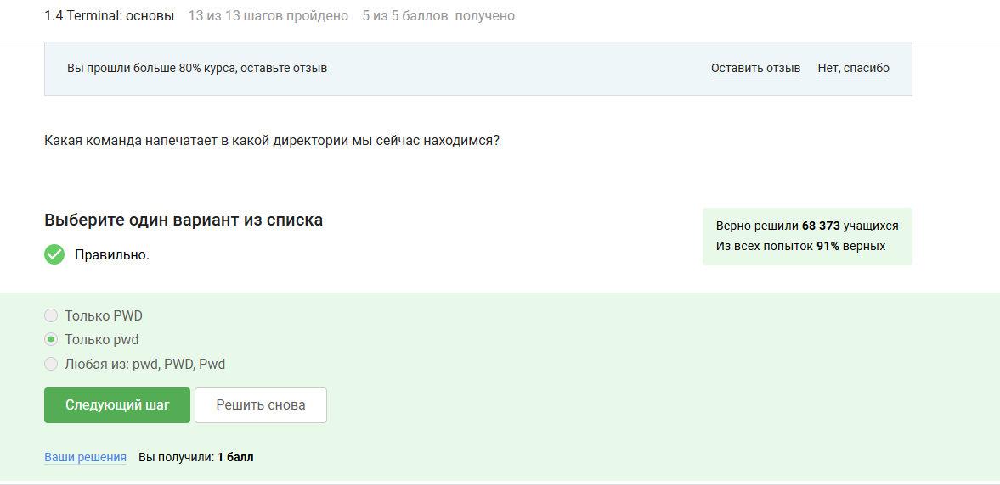 1.4 Terminal: основы 13 из 13 шагов пройдено 5 из 5 баллов получено
Вы прошли больше 80% курса, оставьте отзыв Оставить отзыв Нет, спасибо
Какая команда напечатает в какой директории мы сейчас находимся?
Выберите один вариант из списка
Правильно.
Верно решили 68 373 учащихся
Из всех попыток 91% верных
Только PWD
Только pwd
Любая из: pwd, PWD, Pwd
Следующий шаг Решить снова
Ваши решения Вы получили: 1 балл